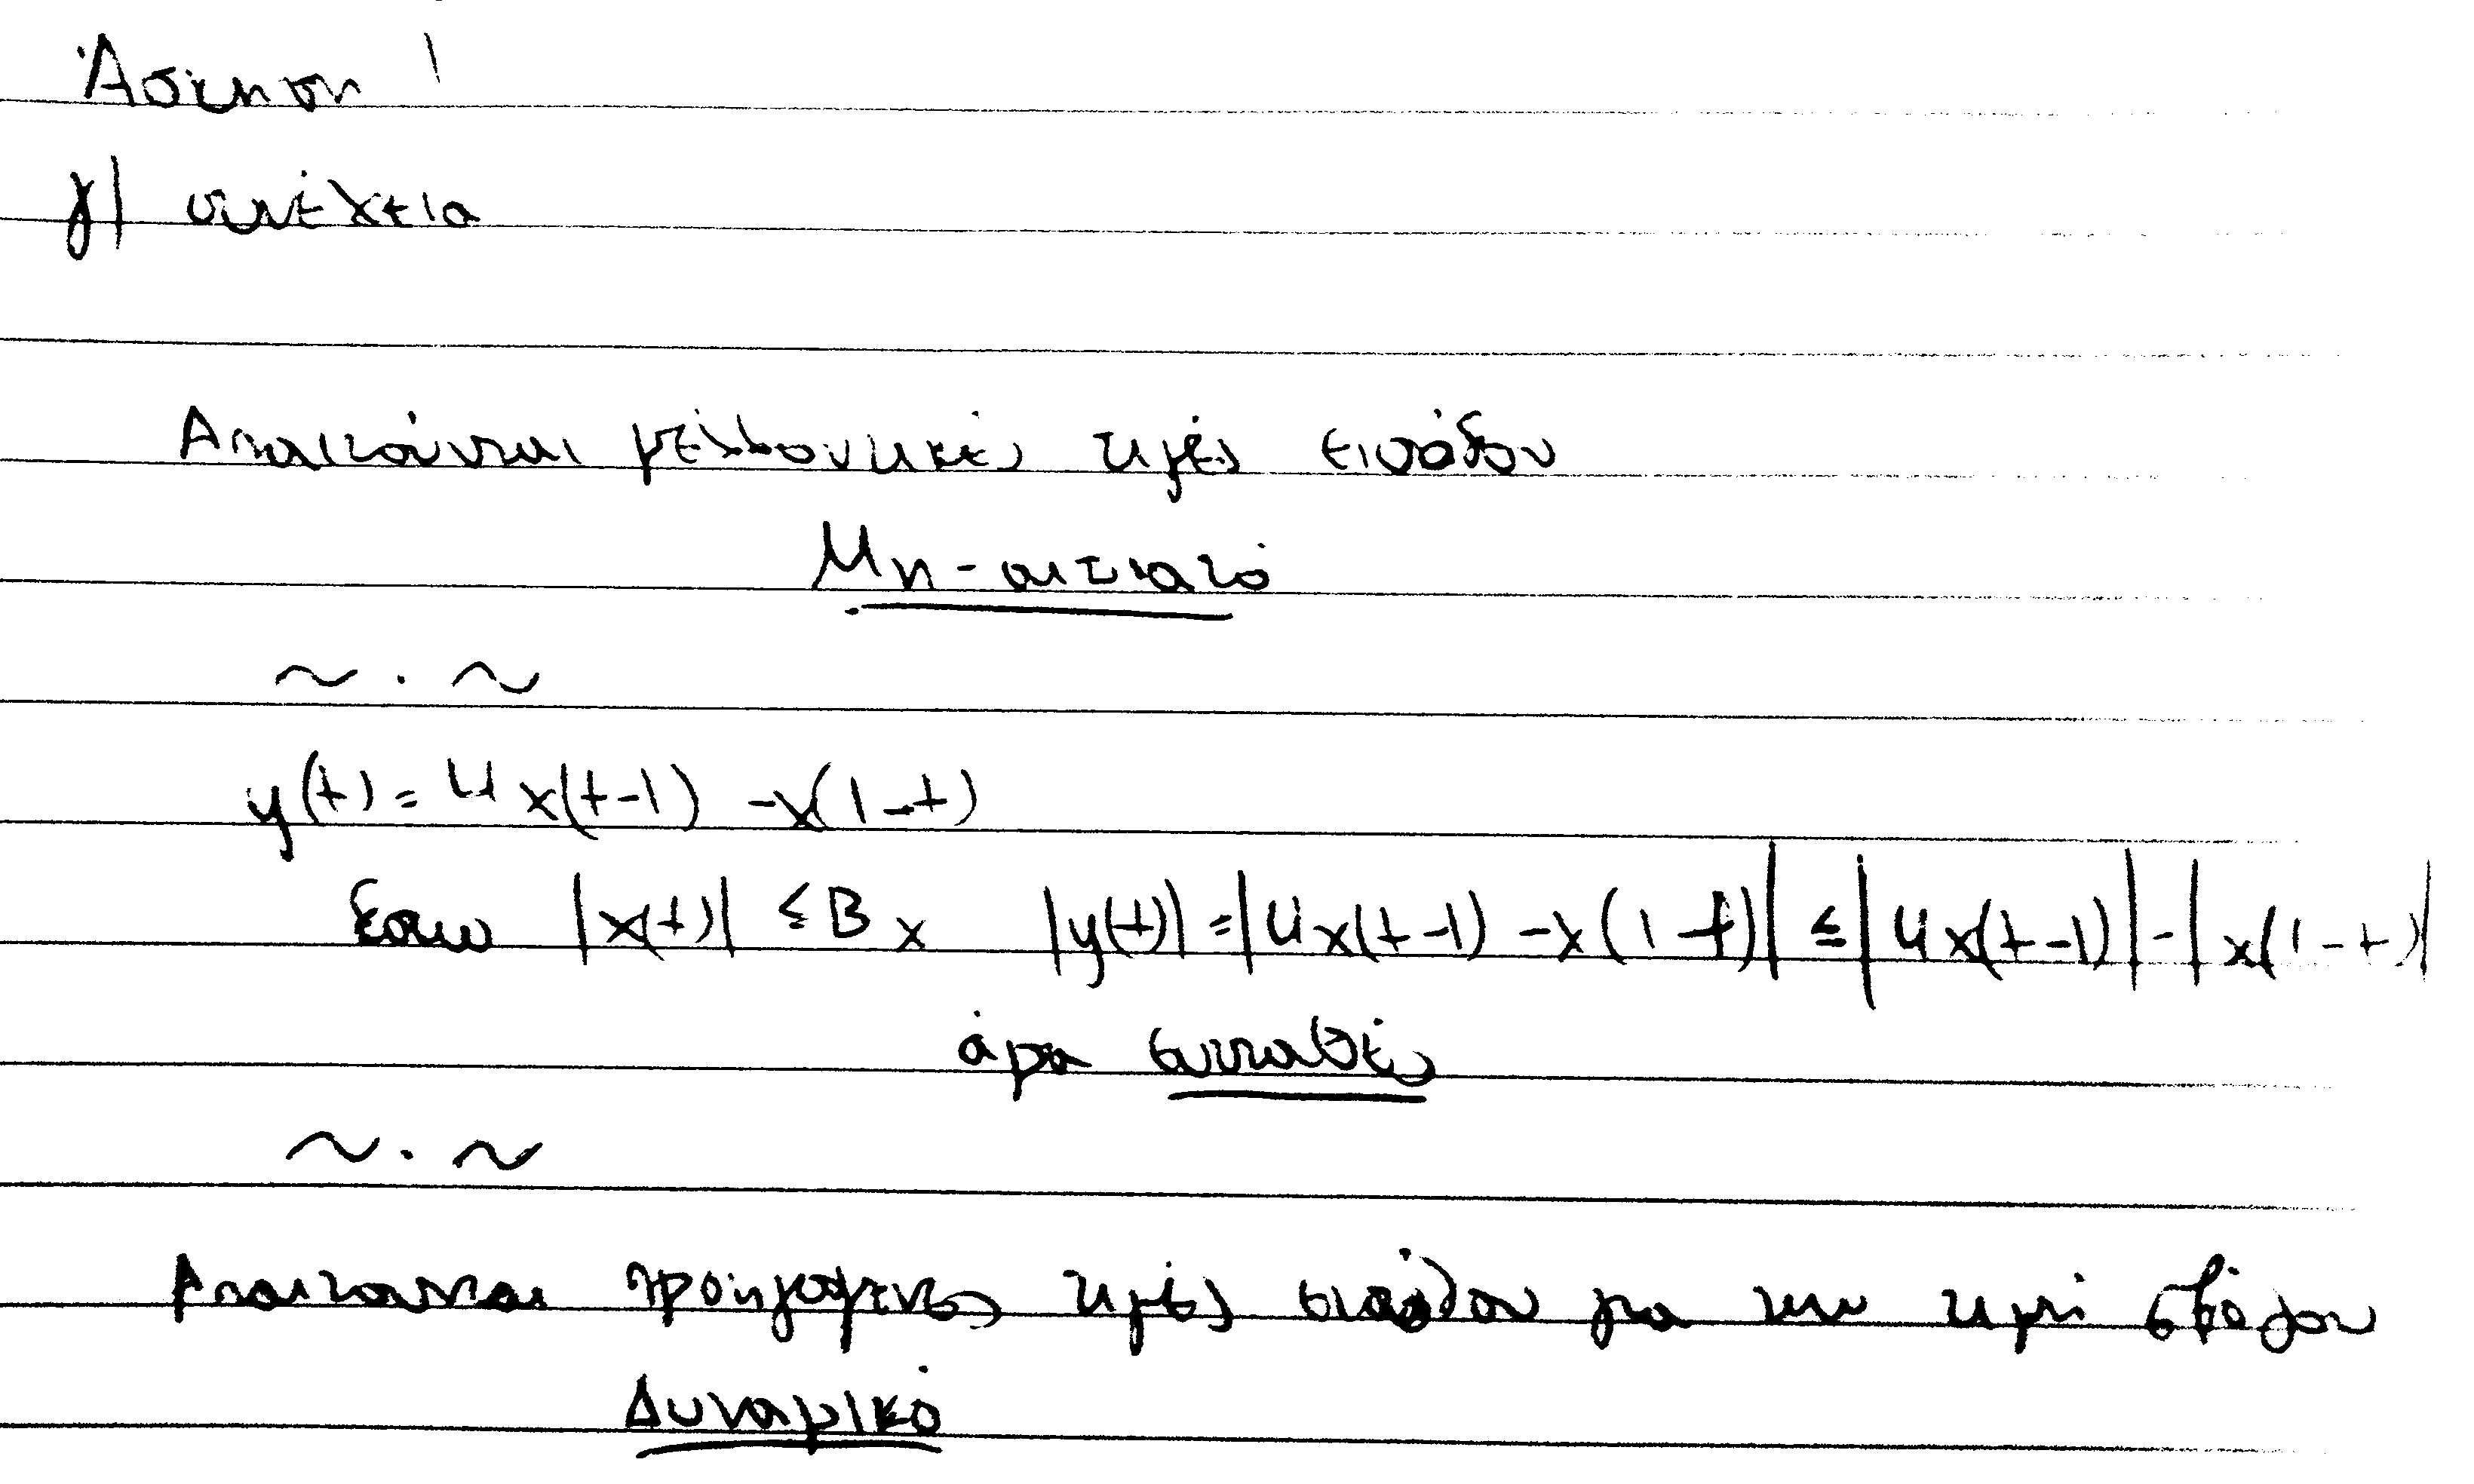 Άσκηση 1
γ| συνέχεια
Απαιτούνται μελλοντικές τιμές εισόδου
Μη-αιτιατό
~.~
y(t) = 4x(t-1) -x(1-t)
Εστω |x(t)| ≤ Bx |y(t)| = |4x(t-1) -x(1-t)| ≤ |4x(t-1)| - |x(1-t)|
άρα ευσταθές
~.~
Απαιτούνται προηγούμενες τιμές εισόδου για την τιμή εξόδου
Δυναμικό